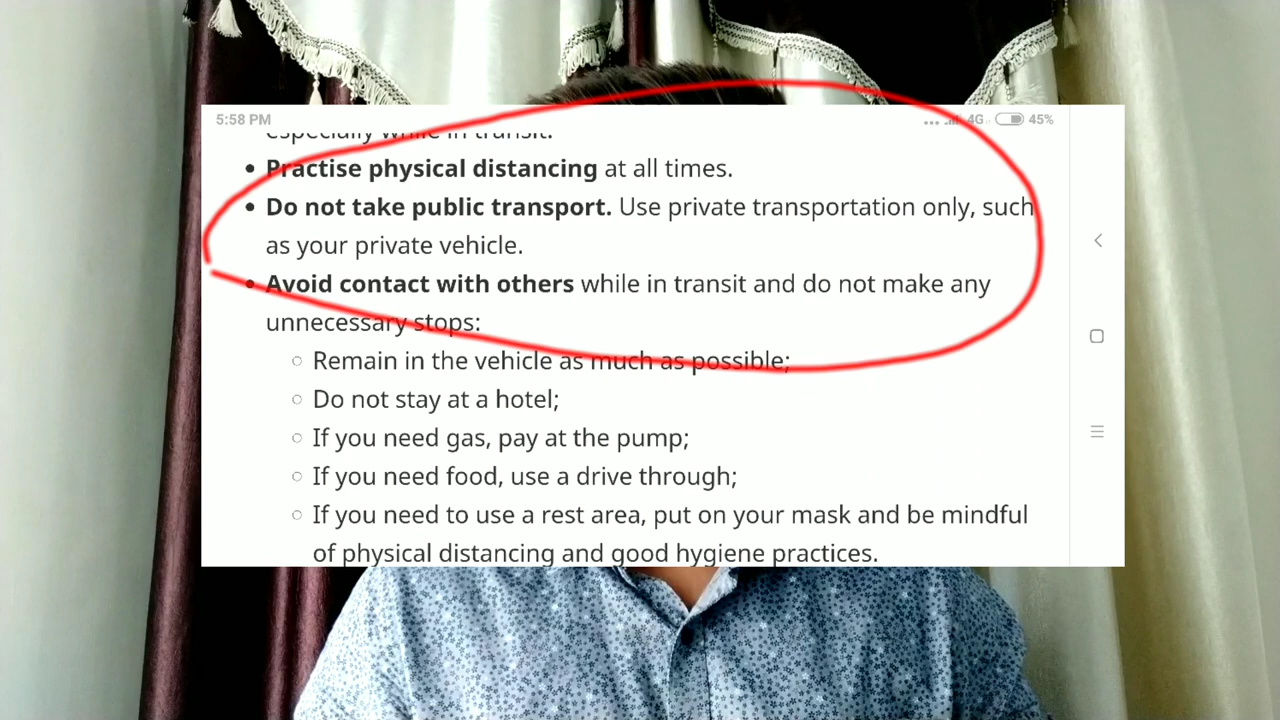 5:58 PM ... 4G 45%
especially while in transit.
• Practise physical distancing at all times.
• Do not take public transport. Use private transportation only, such
as your private vehicle.
• Avoid contact with others while in transit and do not make any
unnecessary stops:
○ Remain in the vehicle as much as possible;
○ Do not stay at a hotel;
○ If you need gas, pay at the pump;
○ If you need food, use a drive through;
○ If you need to use a rest area, put on your mask and be mindful
of physical distancing and good hygiene practices.